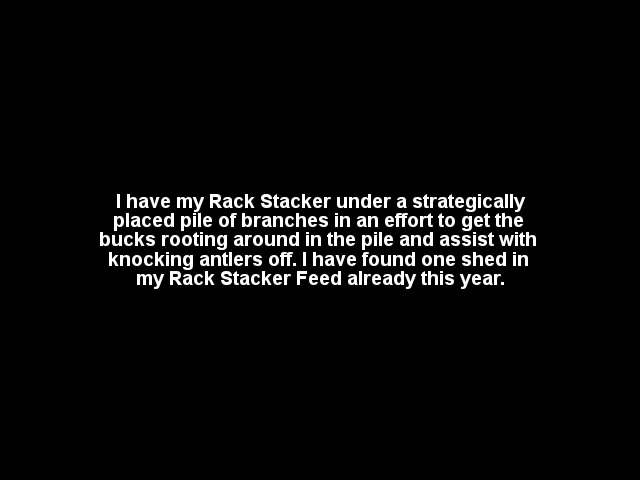 I have my Rack Stacker under a strategically
placed pile of branches in an effort to get the
bucks rooting around in the pile and assist with
knocking antlers off. I have found one shed in
my Rack Stacker Feed already this year.